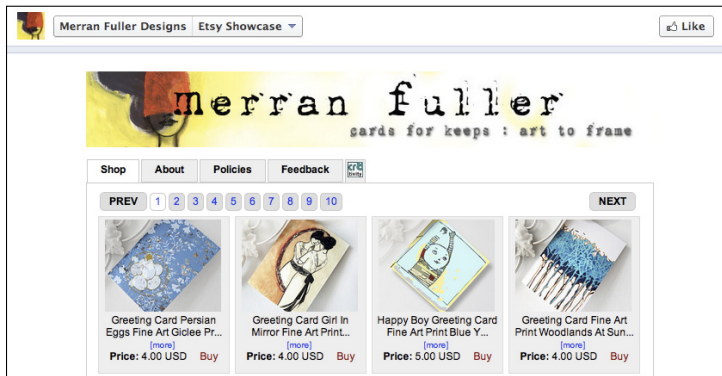 Merran Fuller Designs Etsy Showcase
Like
merran fuller
cards for keeps : art to frame
Shop About Policies Feedback cre8tivity
PREV 1 2 3 4 5 6 7 8 9 10 NEXT
Greeting Card Persian
Eggs Fine Art Giclee Pr...
[more]
Price: 4.00 USD Buy
Greeting Card Girl In
Mirror Fine Art Print...
[more]
Price: 4.00 USD Buy
Happy Boy Greeting Card
Fine Art Print Blue Y...
[more]
Price: 5.00 USD Buy
Greeting Card Fine Art
Print Woodlands At Sun...
[more]
Price: 4.00 USD Buy